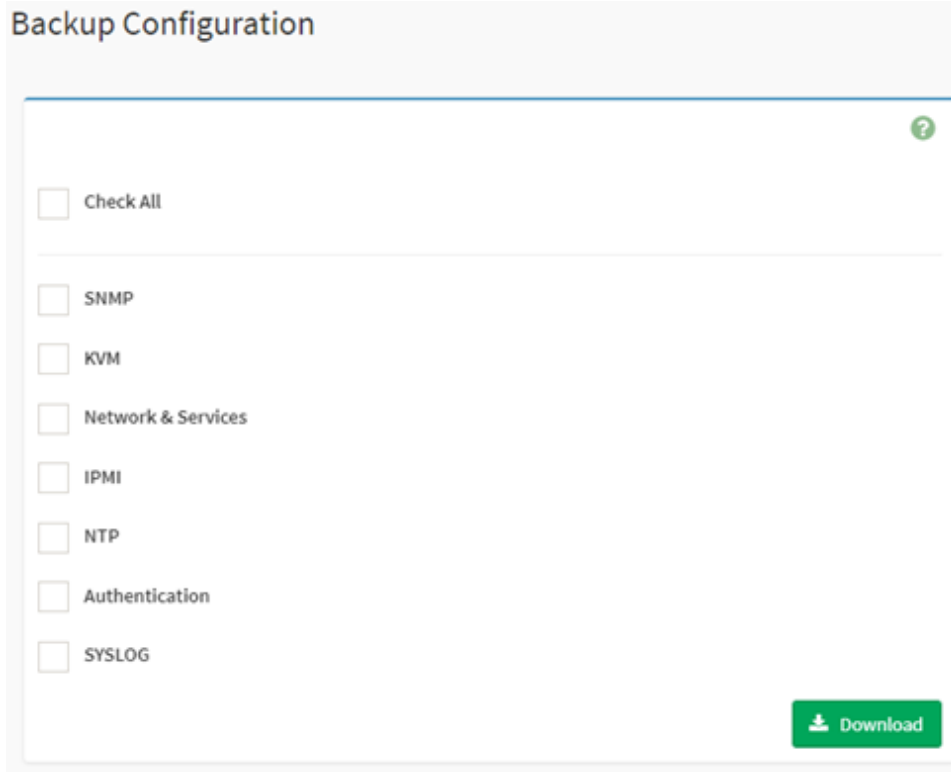 Backup Configuration
?
Check All
SNMP
KVM
Network & Services
IPMI
NTP
Authentication
SYSLOG
Download